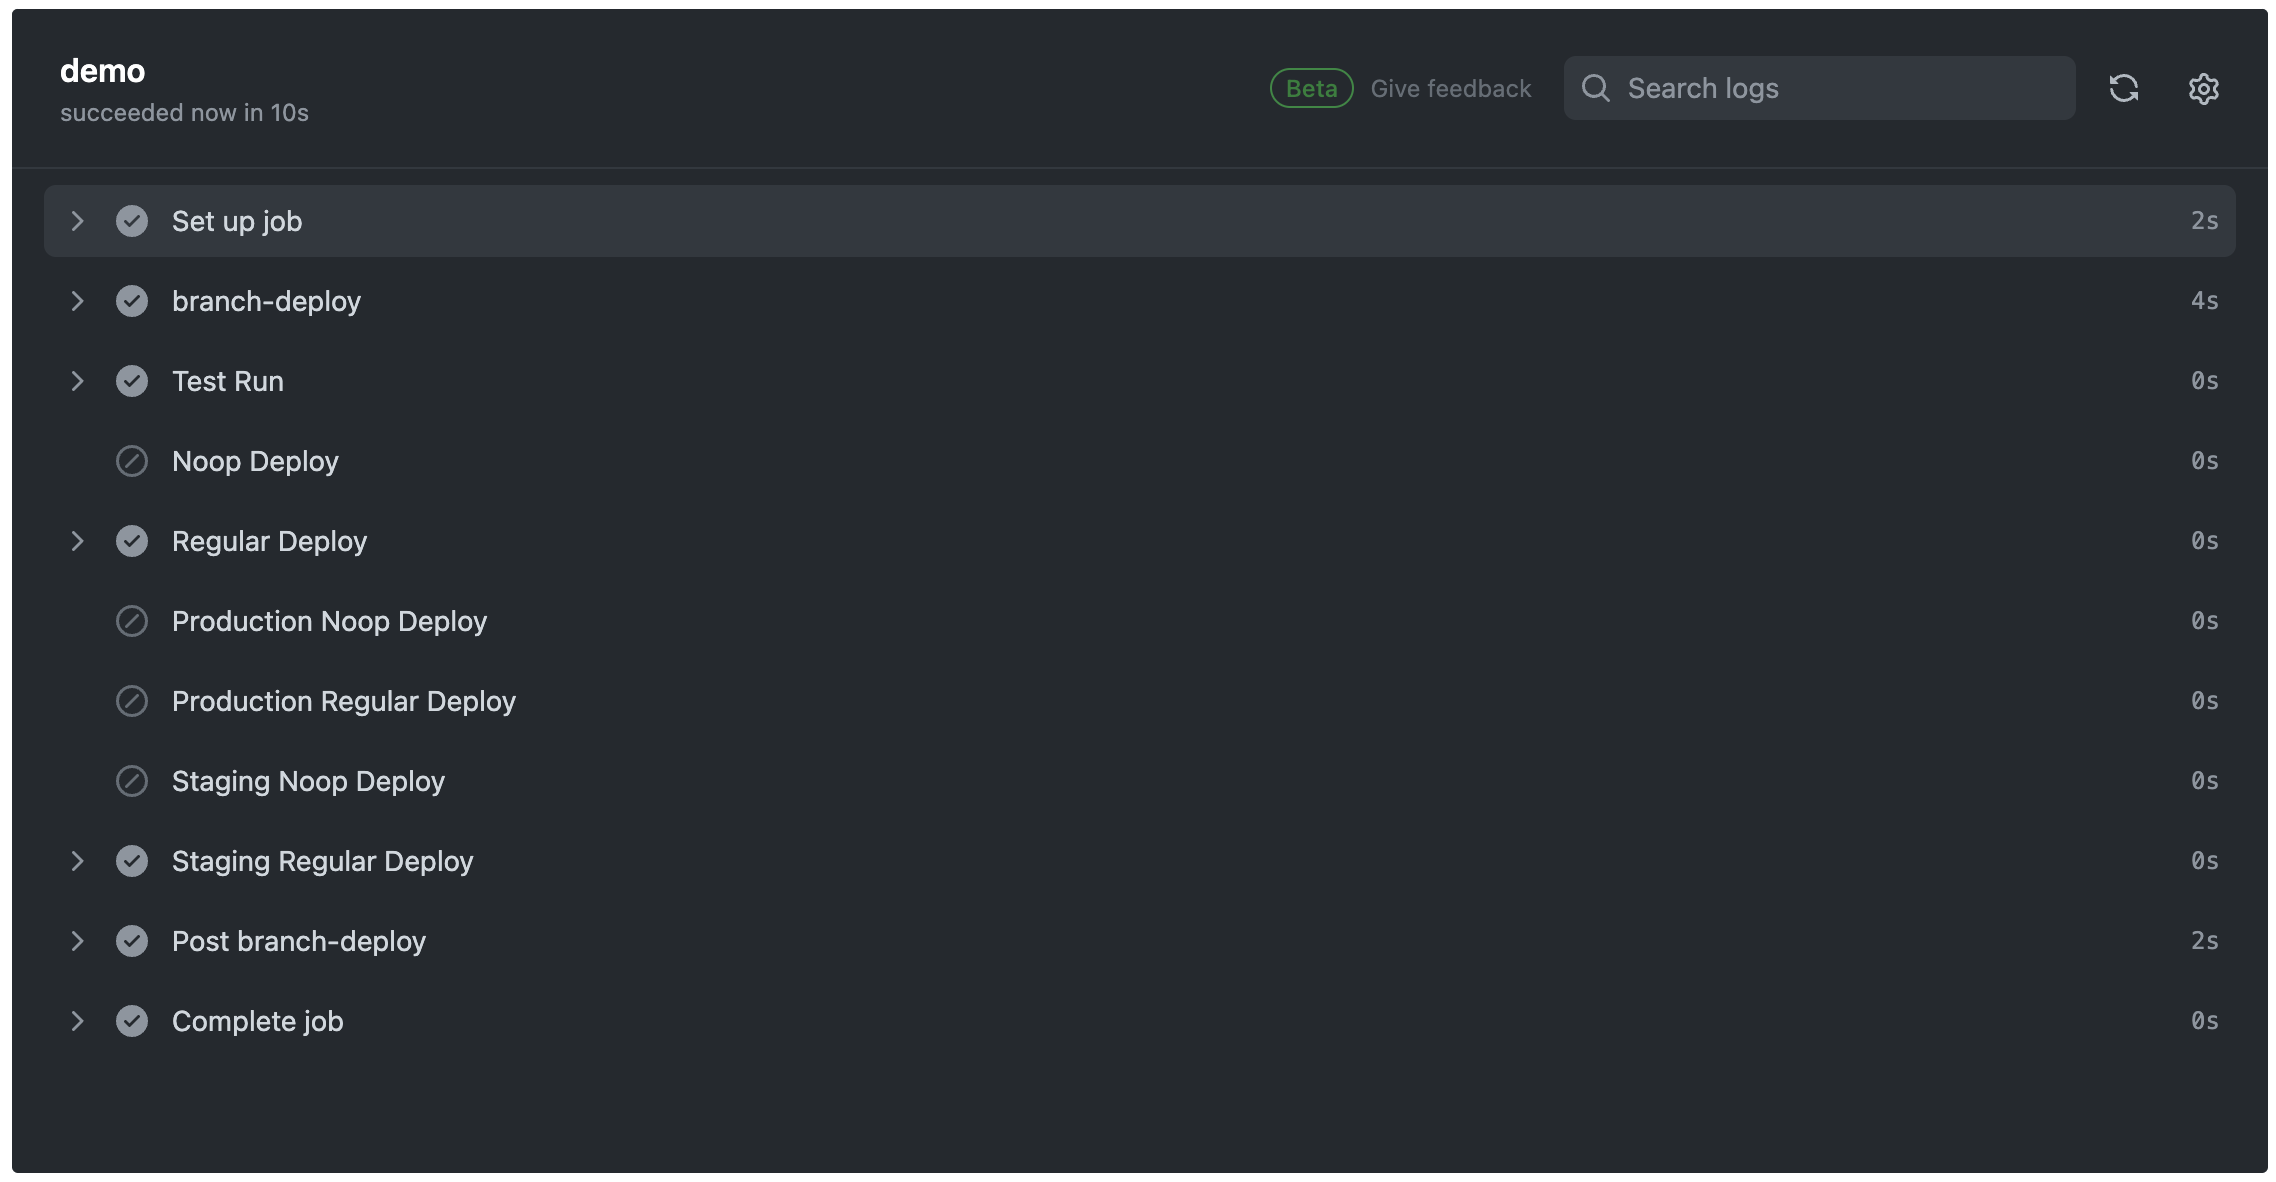 demo
succeeded now in 10s
Beta Give feedback Search logs
Set up job 2s
branch-deploy 4s
Test Run 0s
Noop Deploy 0s
Regular Deploy 0s
Production Noop Deploy 0s
Production Regular Deploy 0s
Staging Noop Deploy 0s
Staging Regular Deploy 0s
Post branch-deploy 2s
Complete job 0s